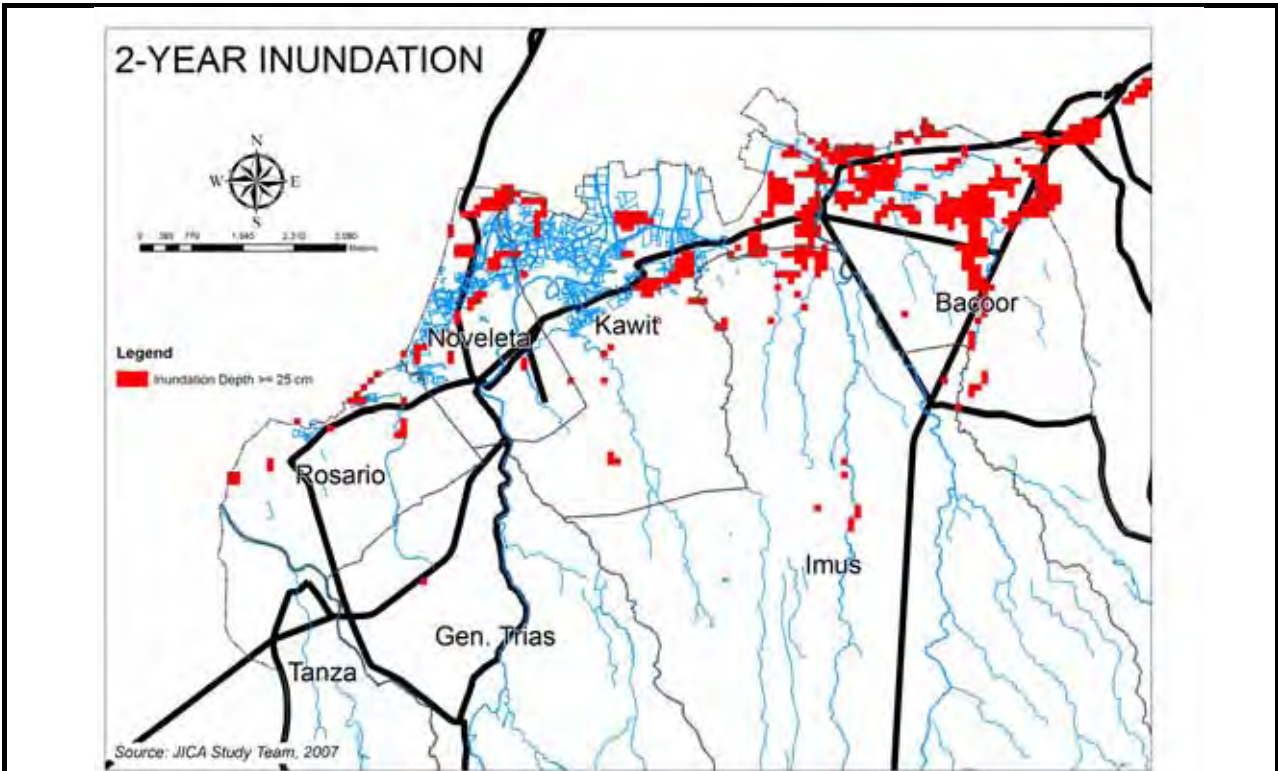 2-YEAR INUNDATION
N
W E
S
Meters
Legend
Inundation Depth >= 25 cm
Bacoor
Kawit
Noveleta
Rosario
Imus
Gen. Trias
Tanza
Source: JICA Study Team, 2007